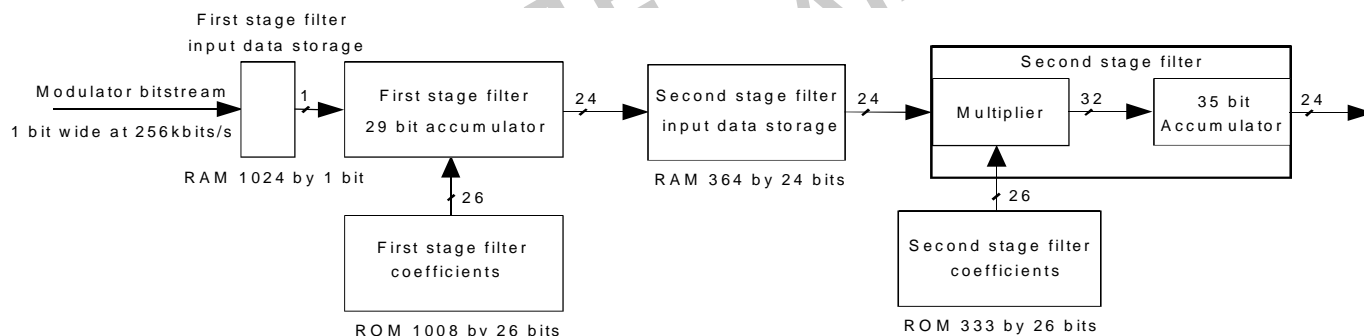 First stage filter
input data storage
Modulator bitstream
1 bit wide at 256kbits/s
1
RAM 1024 by 1 bit
First stage filter
29 bit accumulator
24
26
First stage filter
coefficients
ROM 1008 by 26 bits
Second stage filter
input data storage
24
RAM 364 by 24 bits
Second stage filter
Multiplier
32
35 bit
Accumulator
24
26
Second stage filter
coefficients
ROM 333 by 26 bits